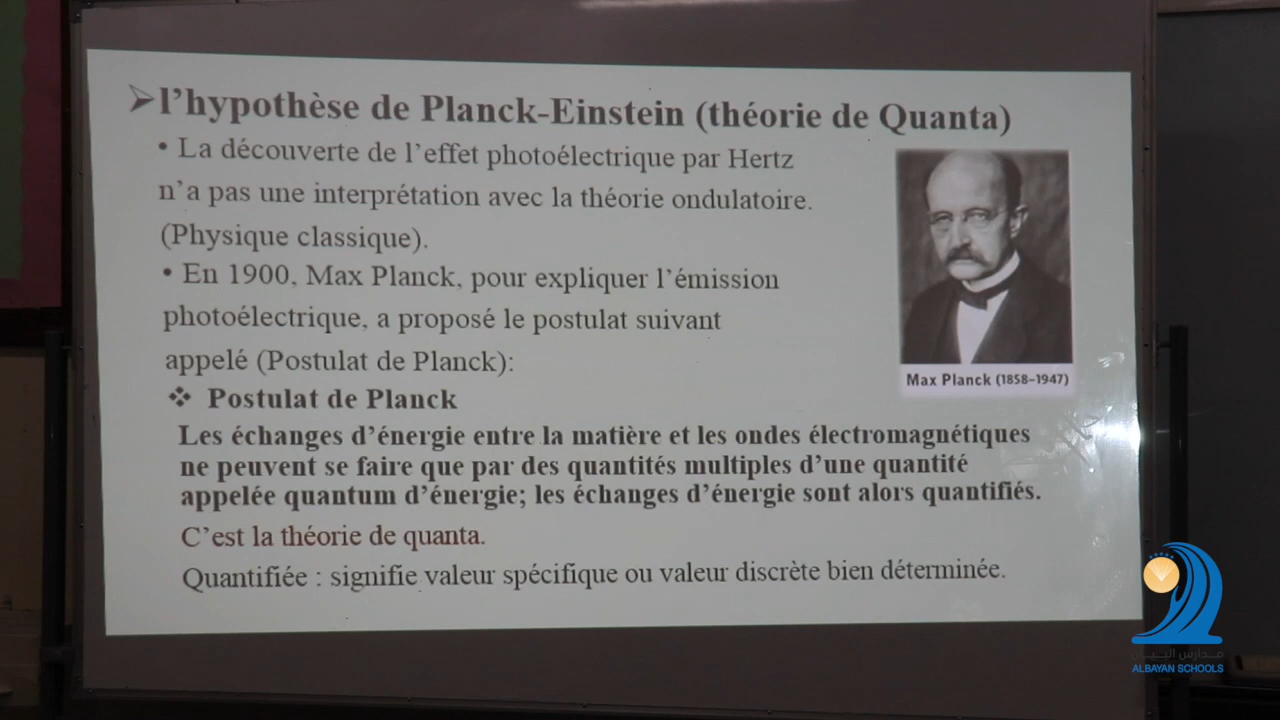 ➢l’hypothèse de Planck-Einstein (théorie de Quanta)
• La découverte de l’effet photoélectrique par Hertz
n’a pas une interprétation avec la théorie ondulatoire.
(Physique classique).
• En 1900, Max Planck, pour expliquer l’émission
photoélectrique, a proposé le postulat suivant
appelé (Postulat de Planck):
❖ Postulat de Planck
Les échanges d’énergie entre la matière et les ondes électromagnétiques
ne peuvent se faire que par des quantités multiples d’une quantité
appelée quantum d’énergie; les échanges d’énergie sont alors quantifiés.
C’est la théorie de quanta.
Quantifiée : signifie valeur spécifique ou valeur discrète bien déterminée.
Max Planck (1858–1947)
مدارس البيان
ALBAYAN SCHOOLS